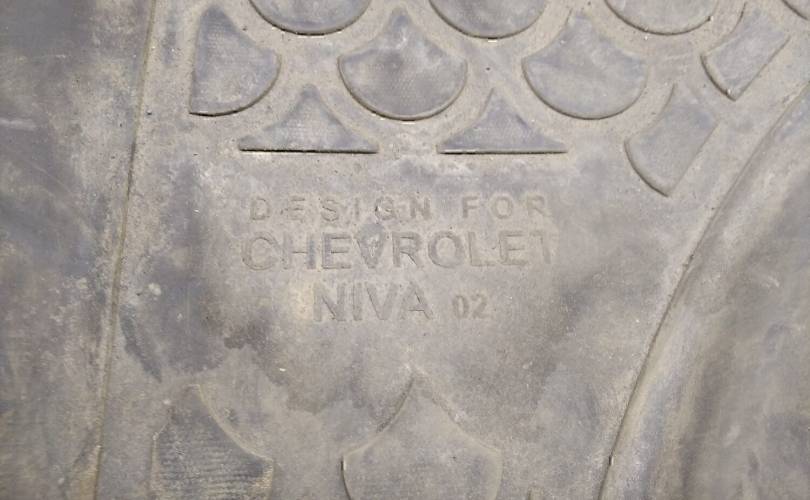 DESIGN FOR
CHEVROLET
NIVA 02